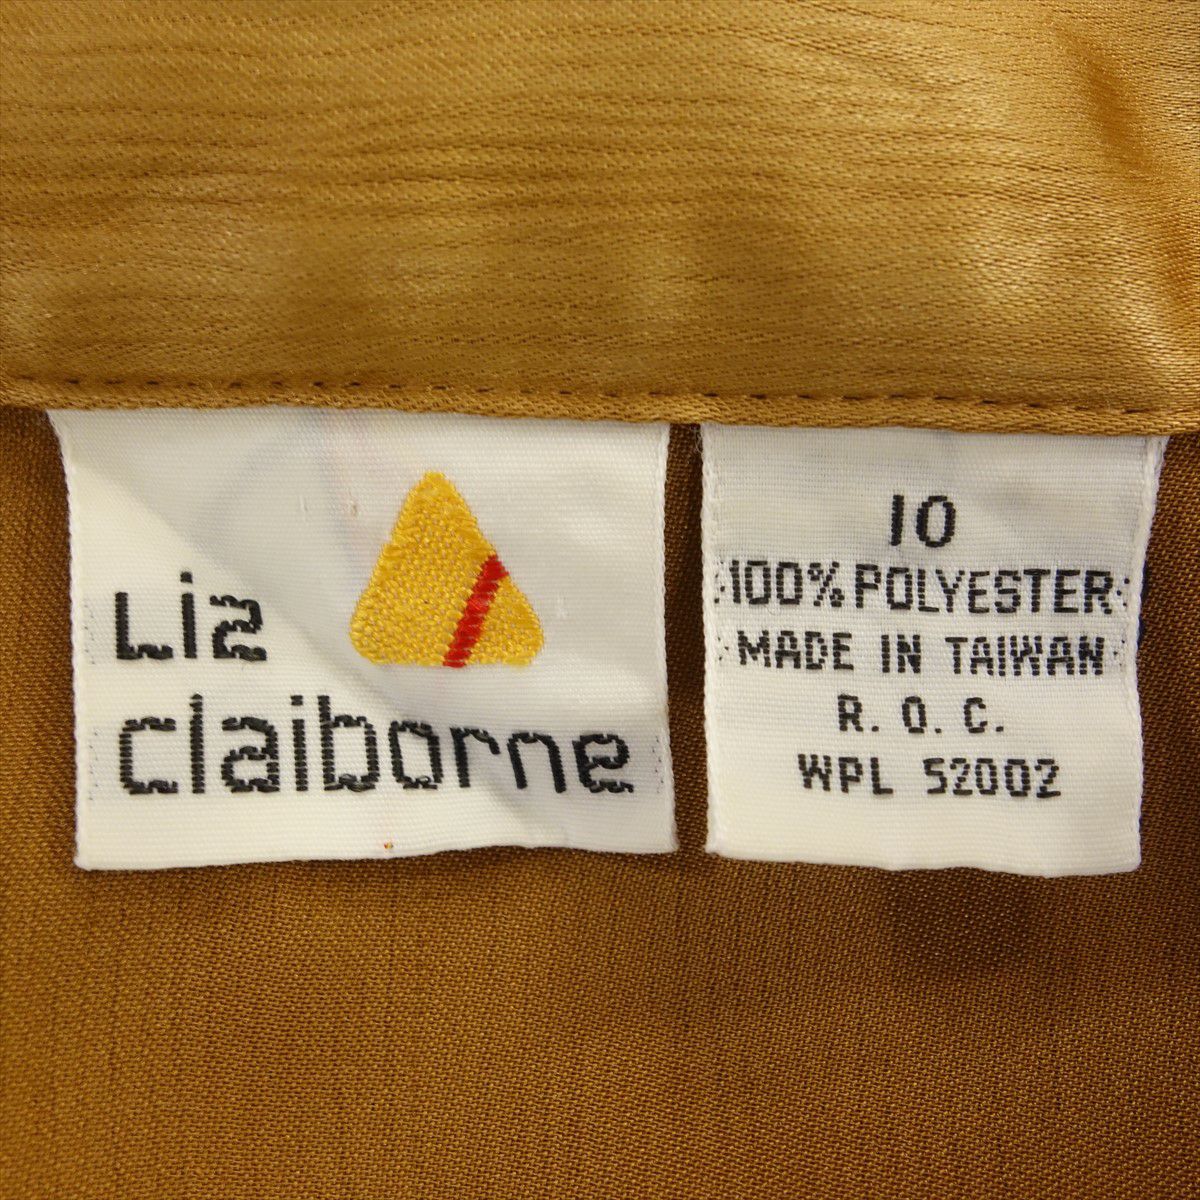 Liz
claiborne
10
100% POLYESTER
MADE IN TAIWAN
R. O. C.
WPL 52002